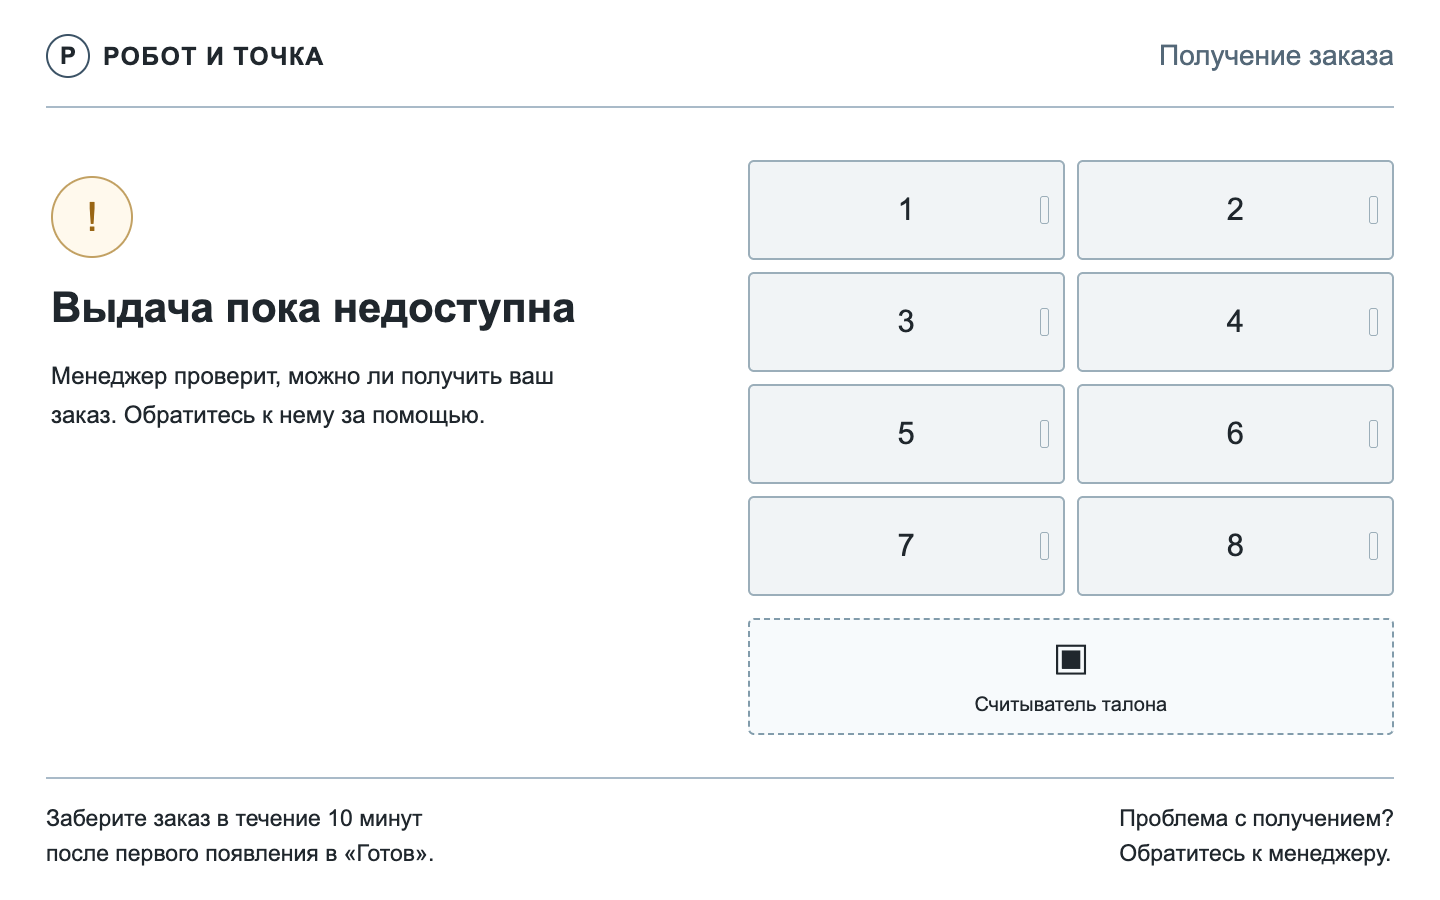 Р РОБОТ И ТОЧКА
Получение заказа
!
Выдача пока недоступна
Менеджер проверит, можно ли получить ваш
заказ. Обратитесь к нему за помощью.
1
2
3
4
5
6
7
8
Считыватель талона
Заберите заказ в течение 10 минут
после первого появления в «Готов».
Проблема с получением?
Обратитесь к менеджеру.